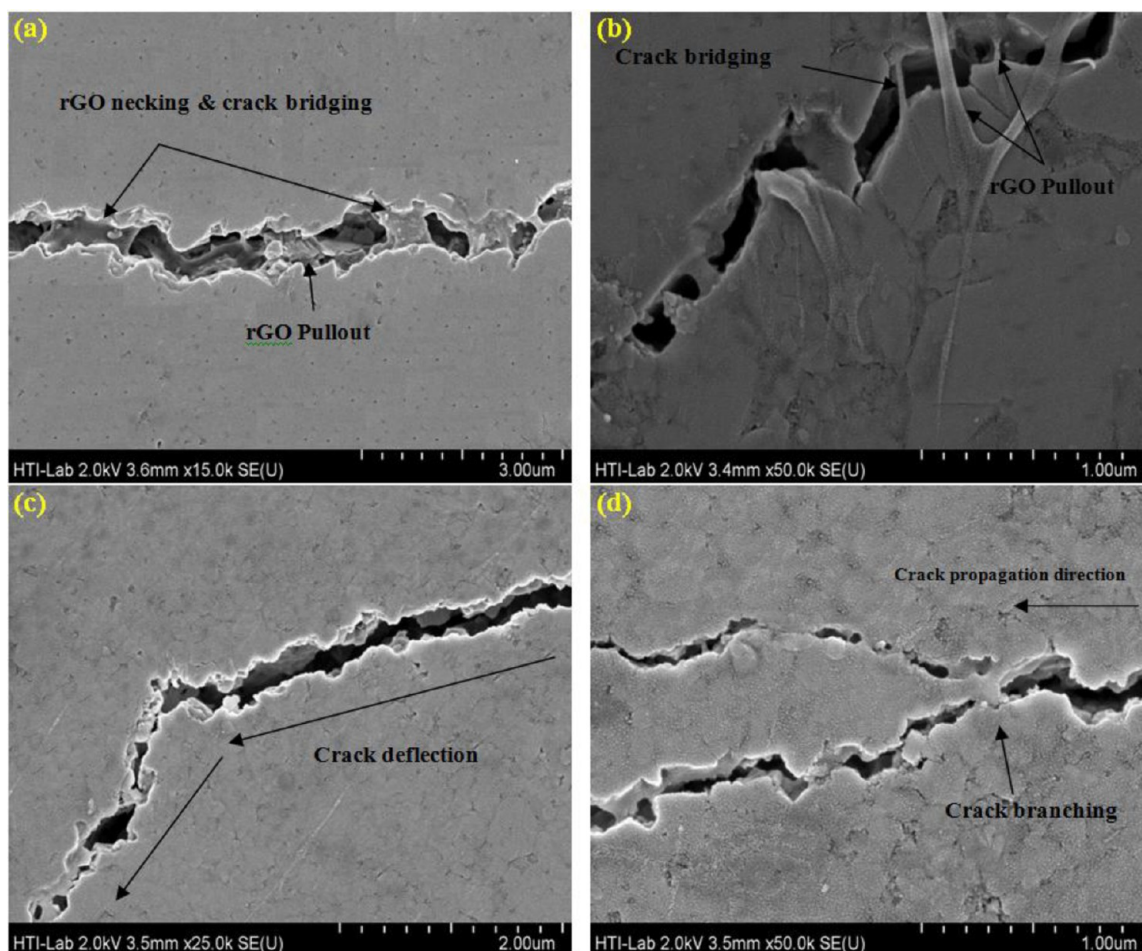 (a)
rGO necking & crack bridging
rGO Pullout
HTI-Lab 2.0kV 3.6mm x15.0k SE(U)
3.00um
(b)
Crack bridging
rGO Pullout
HTI-Lab 2.0kV 3.4mm x50.0k SE(U)
1.00um
(c)
Crack deflection
HTI-Lab 2.0kV 3.5mm x25.0k SE(U)
2.00um
(d)
Crack propagation direction
Crack branching
HTI-Lab 2.0kV 3.5mm x50.0k SE(U)
1.00um